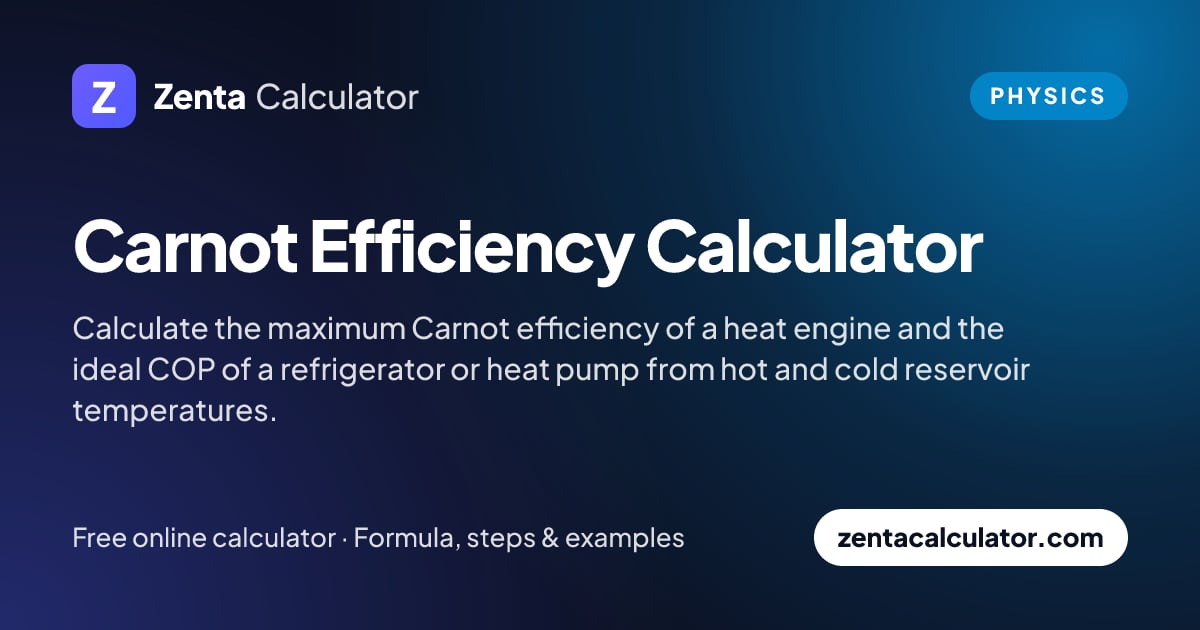 Z
Zenta Calculator
PHYSICS
Carnot Efficiency Calculator
Calculate the maximum Carnot efficiency of a heat engine and the
ideal COP of a refrigerator or heat pump from hot and cold reservoir
temperatures.
Free online calculator · Formula, steps & examples
zentacalculator.com